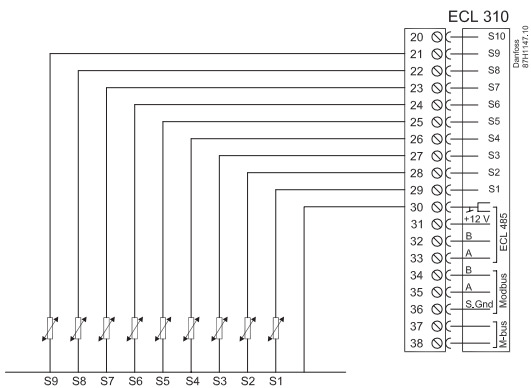 ECL 310
20 S10
21 S9
22 S8
23 S7
24 S6
25 S5
26 S4
27 S3
28 S2
29 S1
30
31 +12 V
32 B
33 A
34 B
35 A
36 S.Gnd
37
38
ECL 485
Modbus
M-bus
Danfoss
87H1147.10
S9 S8 S7 S6 S5 S4 S3 S2 S1